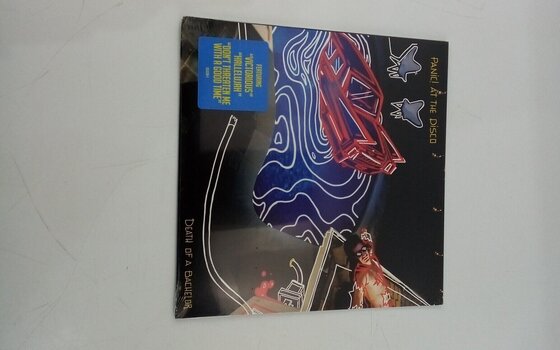 PANIC! AT THE DISCO
FEATURING
"VICTORIOUS"
"HALLELUJAH"
"DON'T THREATEN ME
WITH A GOOD TIME"
DEATH OF A BACHELOR